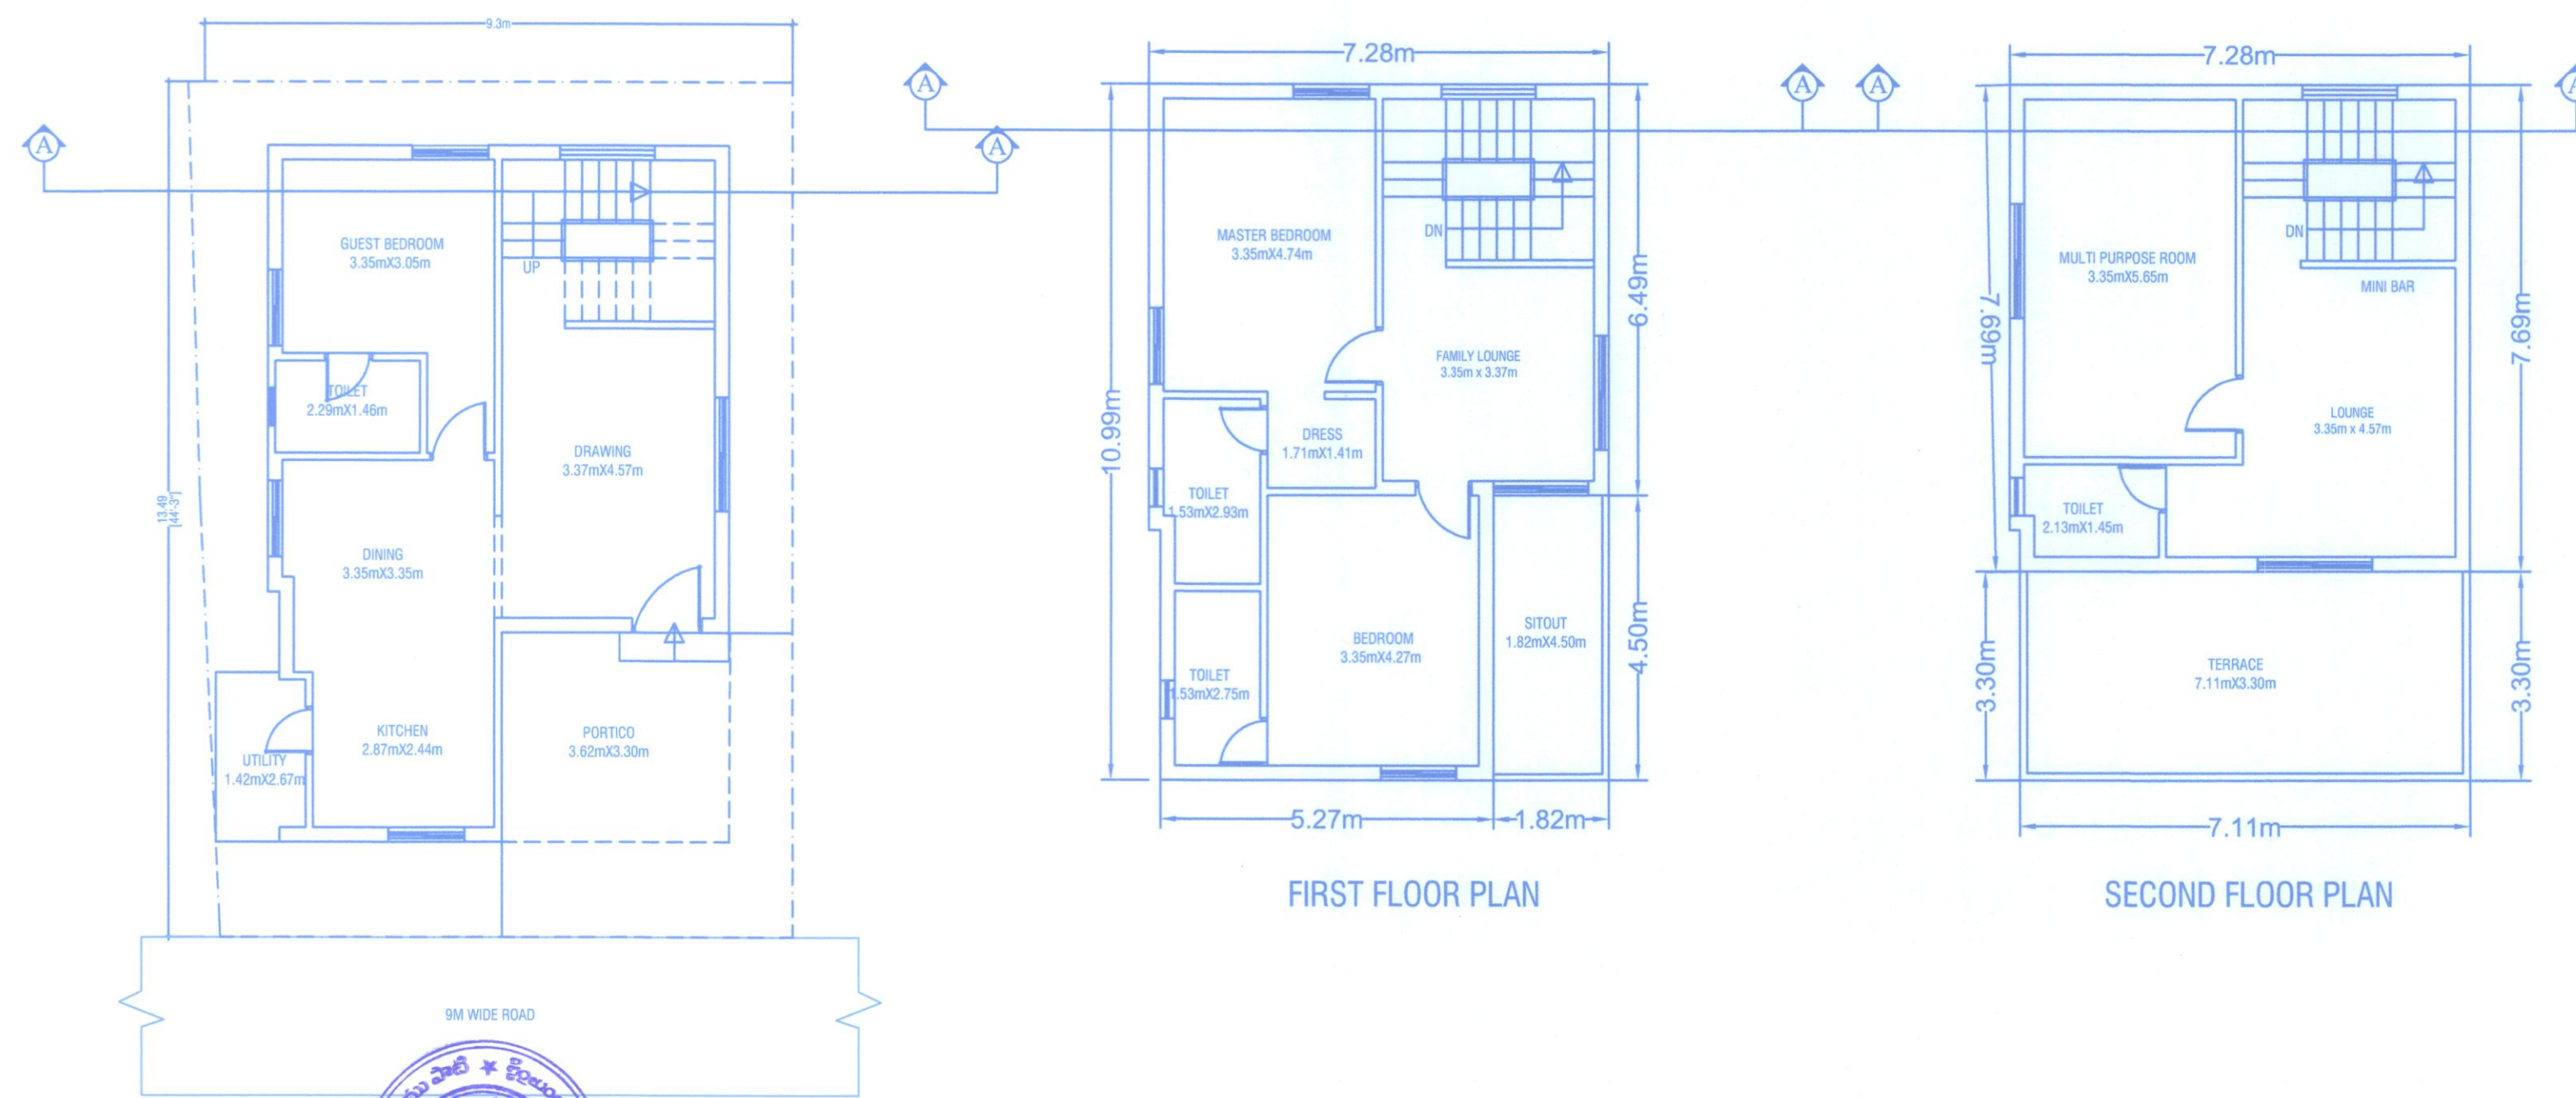 9.3m
A
A
13.49
[44'-3"]
GUEST BEDROOM
3.35mX3.05m
UP
TOILET
2.29mX1.46m
DRAWING
3.37mX4.57m
DINING
3.35mX3.35m
KITCHEN
2.87mX2.44m
UTILITY
1.42mX2.67m
PORTICO
3.62mX3.30m
9M WIDE ROAD
7.28m
A
A
10.99m
MASTER BEDROOM
3.35mX4.74m
DN
6.49m
FAMILY LOUNGE
3.35m x 3.37m
DRESS
1.71mX1.41m
TOILET
1.53mX2.93m
TOILET
1.53mX2.75m
BEDROOM
3.35mX4.27m
SITOUT
1.82mX4.50m
4.50m
5.27m
1.82m
FIRST FLOOR PLAN
7.28m
A
A
7.69m
MULTI PURPOSE ROOM
3.35mX5.65m
DN
MINI BAR
7.69m
LOUNGE
3.35m x 4.57m
TOILET
2.13mX1.45m
3.30m
TERRACE
7.11mX3.30m
3.30m
7.11m
SECOND FLOOR PLAN